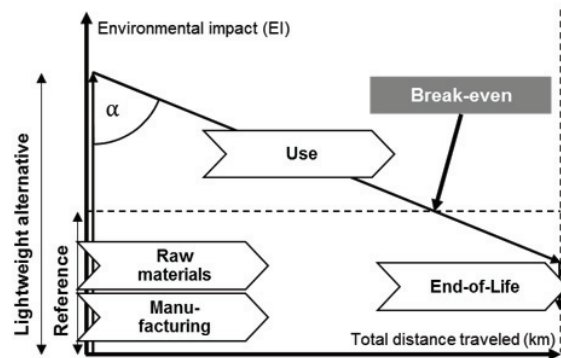 Environmental impact (EI)
α
Break-even
Use
Lightweight alternative
Reference
Raw
materials
Manu-
facturing
End-of-Life
Total distance traveled (km)